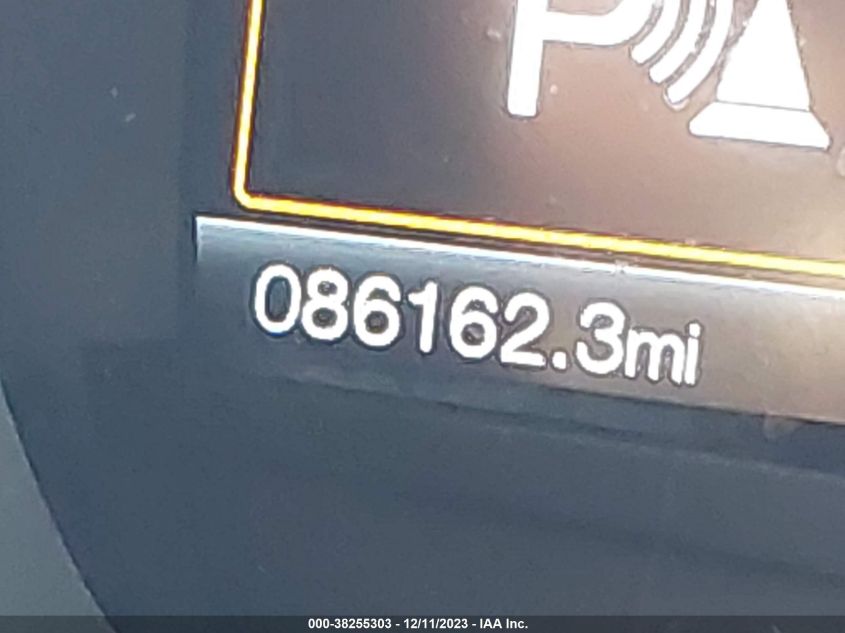 P
086162.3mi
000-38255303 - 12/11/2023 - IAA Inc.